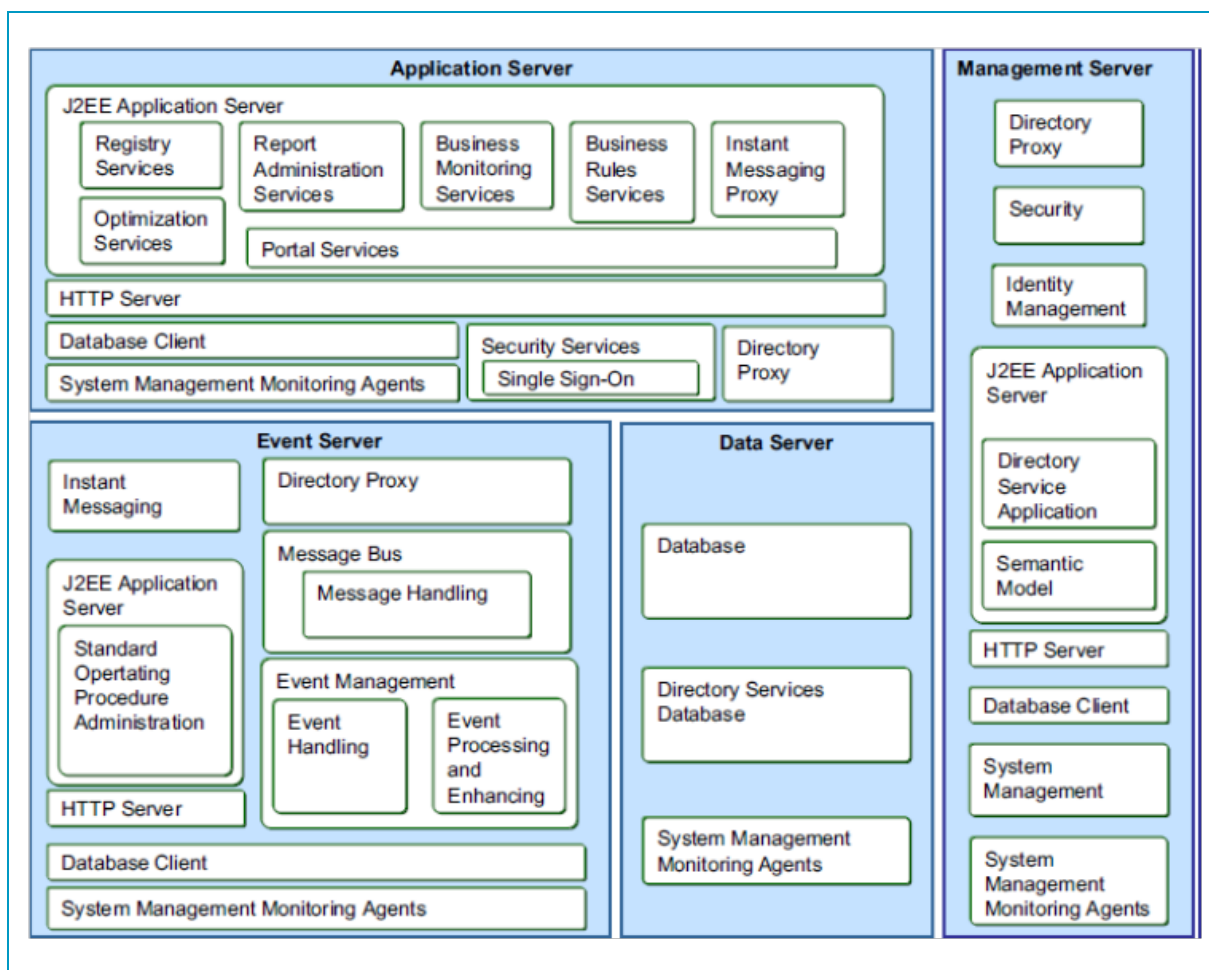 Application Server
J2EE Application Server
Registry
Services
Report
Administration
Services
Business
Monitoring
Services
Business
Rules
Services
Instant
Messaging
Proxy
Optimization
Services
Portal Services
HTTP Server
Database Client
System Management Monitoring Agents
Security Services
Single Sign-On
Directory
Proxy
Management Server
Directory
Proxy
Security
Identity
Management
J2EE Application
Server
Directory
Service
Application
Semantic
Model
HTTP Server
Database Client
System
Management
System
Management
Monitoring Agents
Event Server
Instant
Messaging
Directory Proxy
Message Bus
Message Handling
J2EE Application
Server
Standard
Opertating
Procedure
Administration
Event Management
Event
Handling
Event
Processing
and
Enhancing
HTTP Server
Database Client
System Management Monitoring Agents
Data Server
Database
Directory Services
Database
System Management
Monitoring Agents